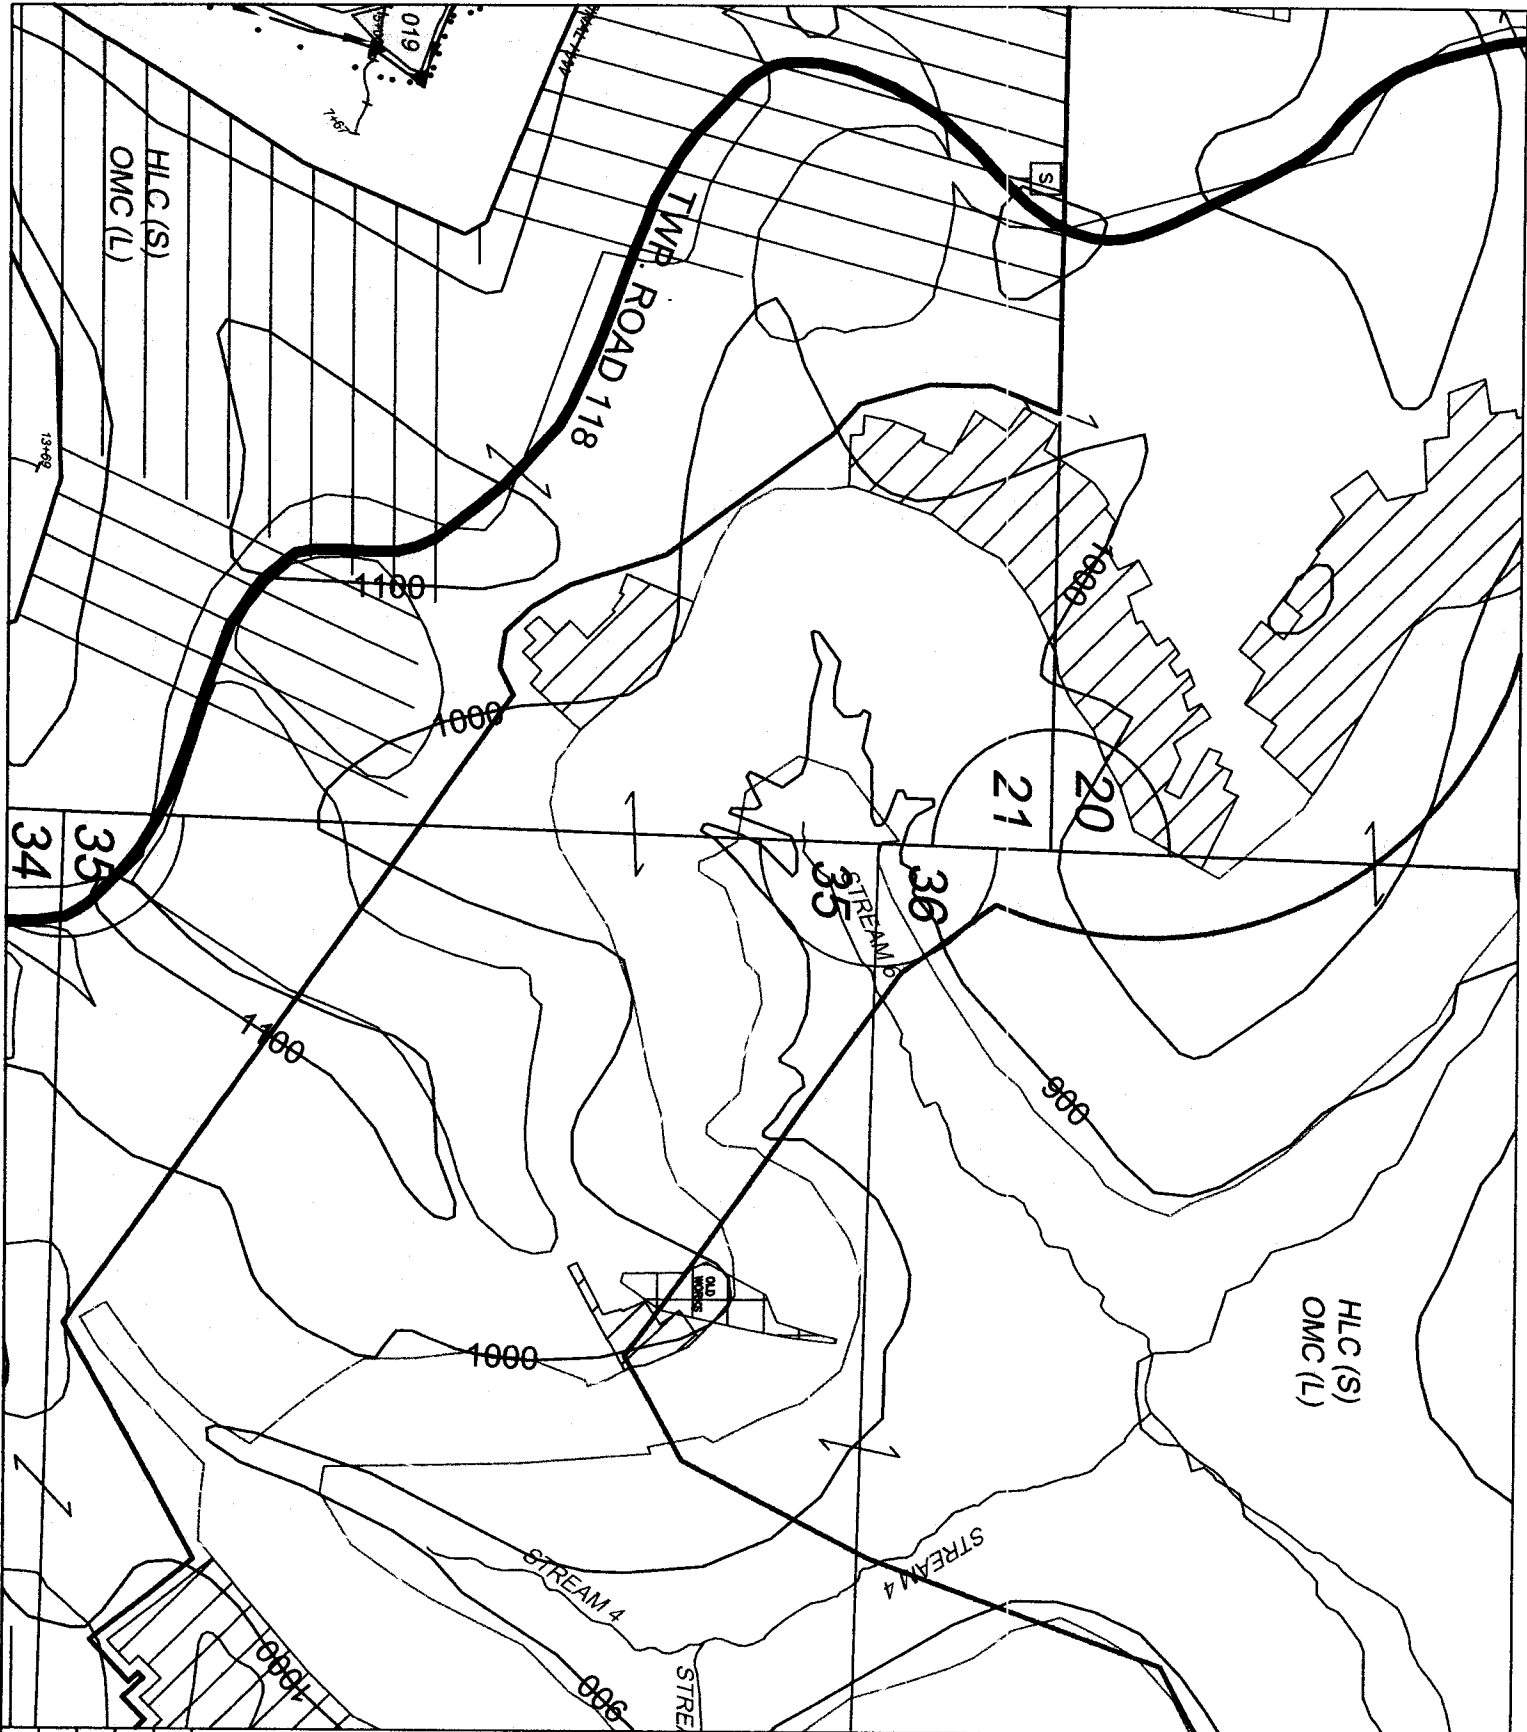 019
7+67
HLC (S)
OMC (L)
S
TWP. ROAD 118
13+69
1100
1000
1000
20
21
34
35
35
36
STREAM 6
1100
900
OLD
WORKS
1000
HLC (S)
OMC (L)
STREAM 4
STREAM 4
1000
900
STRE